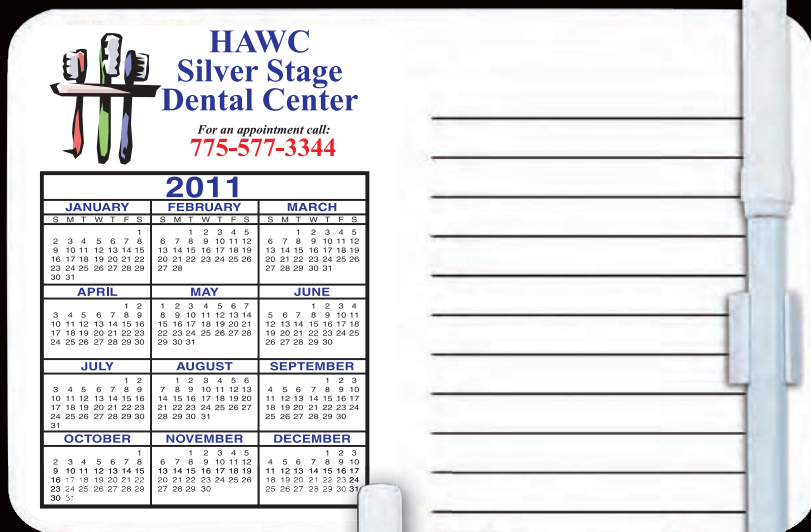 HAWC
Silver Stage
Dental Center
For an appointment call:
775-577-3344
2011
JANUARY FEBRUARY MARCH
S M T W T F S S M T W T F S S M T W T F S
1 1 2 3 4 5 1 2 3 4 5
2 3 4 5 6 7 8 6 7 8 9 10 11 12 6 7 8 9 10 11 12
9 10 11 12 13 14 15 13 14 15 16 17 18 19 13 14 15 16 17 18 19
16 17 18 19 20 21 22 20 21 22 23 24 25 26 20 21 22 23 24 25 26
23 24 25 26 27 28 29 27 28 27 28 29 30 31
30 31
APRIL MAY JUNE
1 2 1 2 3 4 5 6 7 1 2 3 4
3 4 5 6 7 8 9 8 9 10 11 12 13 14 5 6 7 8 9 10 11
10 11 12 13 14 15 16 15 16 17 18 19 20 21 12 13 14 15 16 17 18
17 18 19 20 21 22 23 22 23 24 25 26 27 28 19 20 21 22 23 24 25
24 25 26 27 28 29 30 29 30 31 26 27 28 29 30
JULY AUGUST SEPTEMBER
1 2 1 2 3 4 5 6 1 2 3
3 4 5 6 7 8 9 7 8 9 10 11 12 13 4 5 6 7 8 9 10
10 11 12 13 14 15 16 14 15 16 17 18 19 20 11 12 13 14 15 16 17
17 18 19 20 21 22 23 21 22 23 24 25 26 27 18 19 20 21 22 23 24
24 25 26 27 28 29 30 28 29 30 31 25 26 27 28 29 30
31
OCTOBER NOVEMBER DECEMBER
1 1 2 3 4 5 1 2 3
2 3 4 5 6 7 8 6 7 8 9 10 11 12 4 5 6 7 8 9 10
9 10 11 12 13 14 15 13 14 15 16 17 18 19 11 12 13 14 15 16 17
16 17 18 19 20 21 22 20 21 22 23 24 25 26 18 19 20 21 22 23 24
23 24 25 26 27 28 29 27 28 29 30 25 26 27 28 29 30 31
30 31